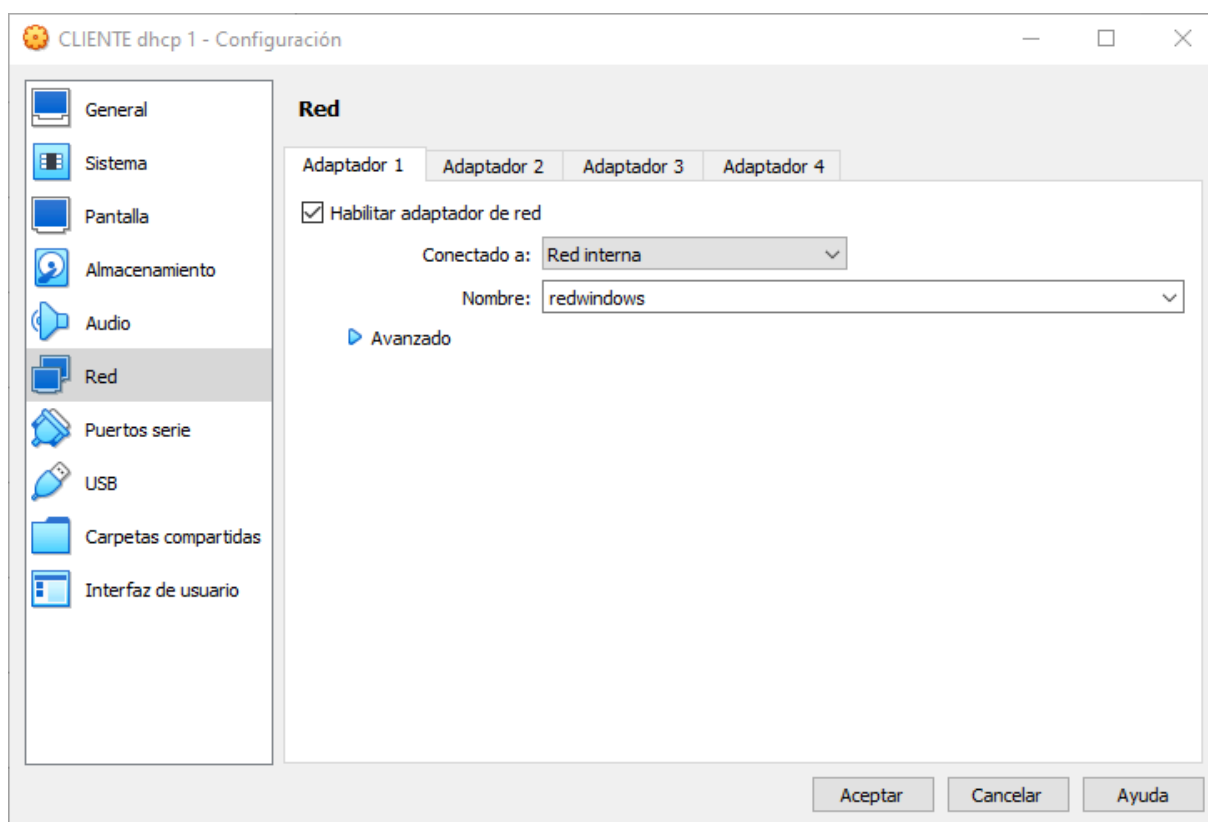 CLIENTE dhcp 1 - Configuración
General
Sistema
Pantalla
Almacenamiento
Audio
Red
Puertos serie
USB
Carpetas compartidas
Interfaz de usuario
Red
Adaptador 1 Adaptador 2 Adaptador 3 Adaptador 4
Habilitar adaptador de red
Conectado a: Red interna
Nombre: redwindows
Avanzado
Aceptar Cancelar Ayuda